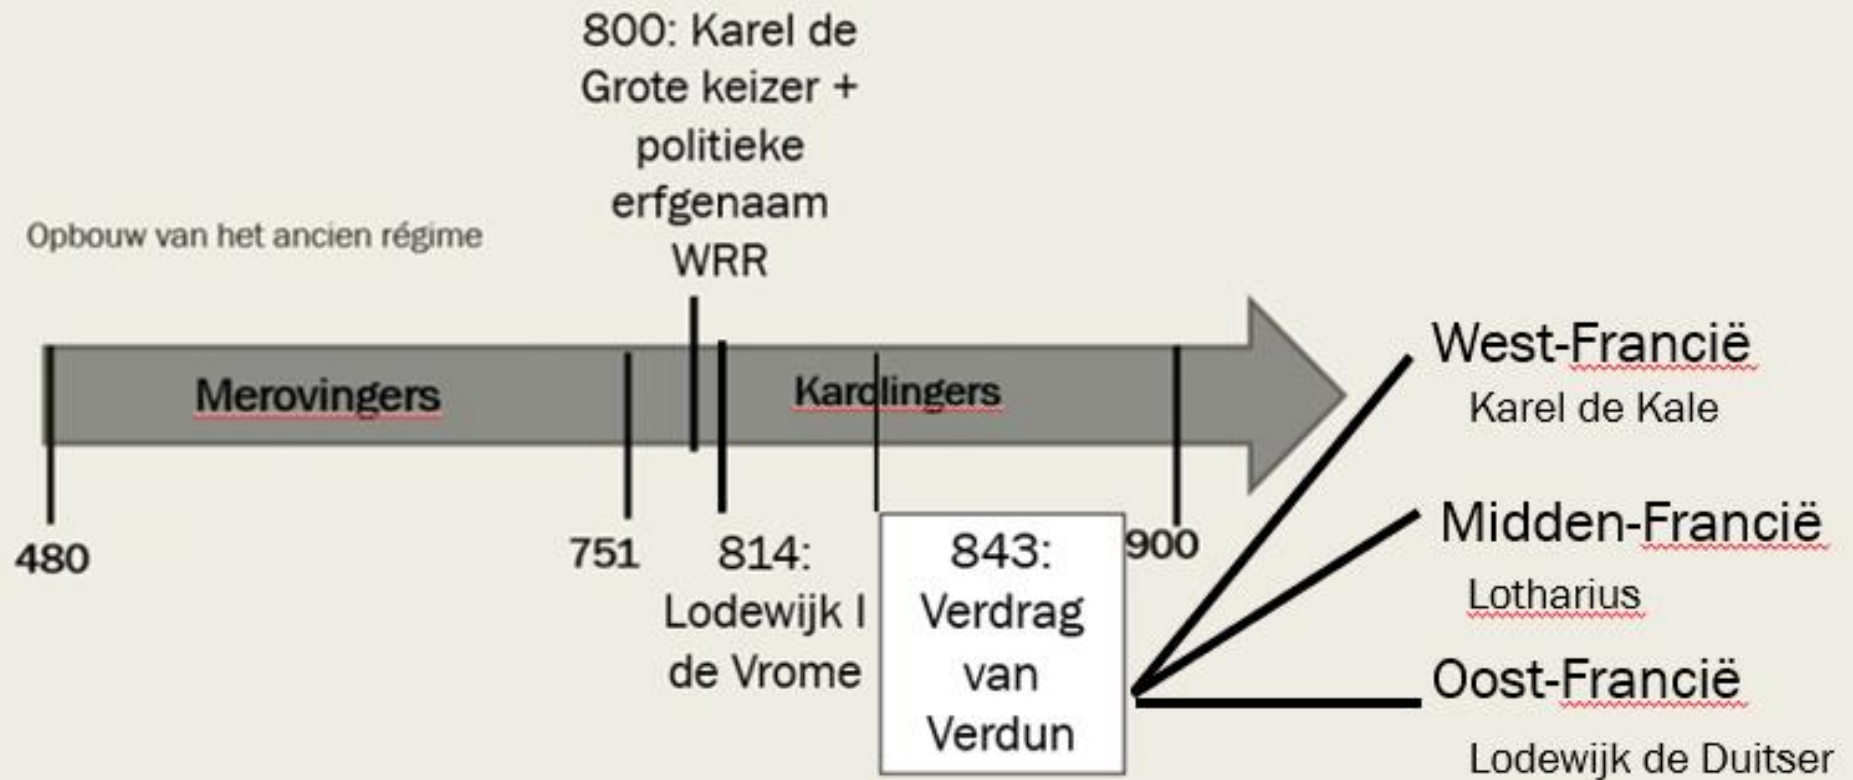 800: Karel de
Grote keizer +
politieke
erfgenaam
WRR
Opbouw van het ancien régime
Merovingers
Karolingers
480
751
814:
Lodewijk I
de Vrome
843:
Verdrag
van
Verdun
900
West-Francië
Karel de Kale
Midden-Francië
Lotharius
Oost-Francië
Lodewijk de Duitser